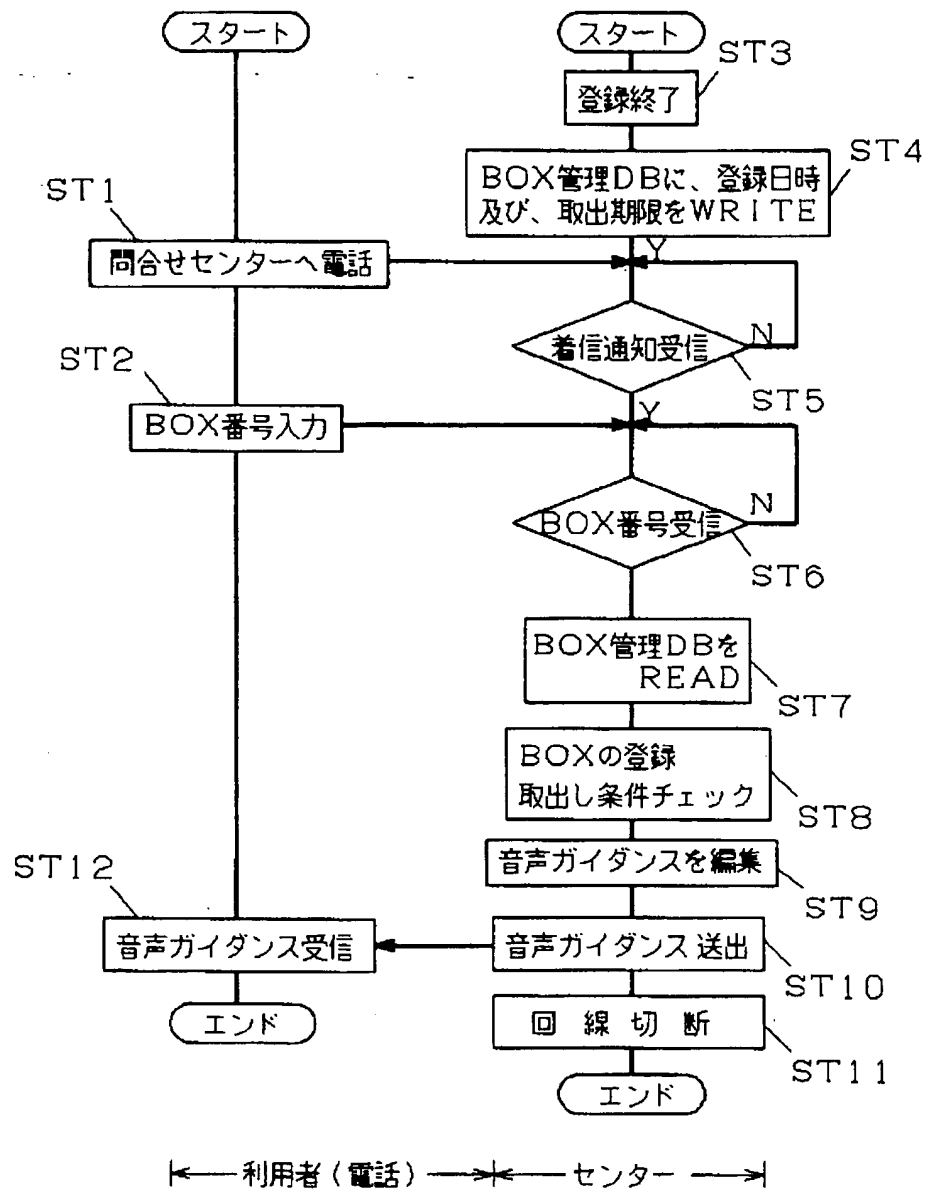 スタート
スタート
ST3
登録終了
ST4
BOX管理DBに、登録日時
及び、取出期限をWRITE
ST1
問合せセンターへ電話
Y
着信通知受信
N
ST5
ST2
BOX番号入力
Y
BOX番号受信
N
ST6
BOX管理DBを
READ
ST7
BOXの登録
取出し条件チェック
ST8
音声ガイダンスを編集
ST9
ST12
音声ガイダンス受信
音声ガイダンス送出
ST10
エンド
回線切断
ST11
エンド
利用者(電話)
センター